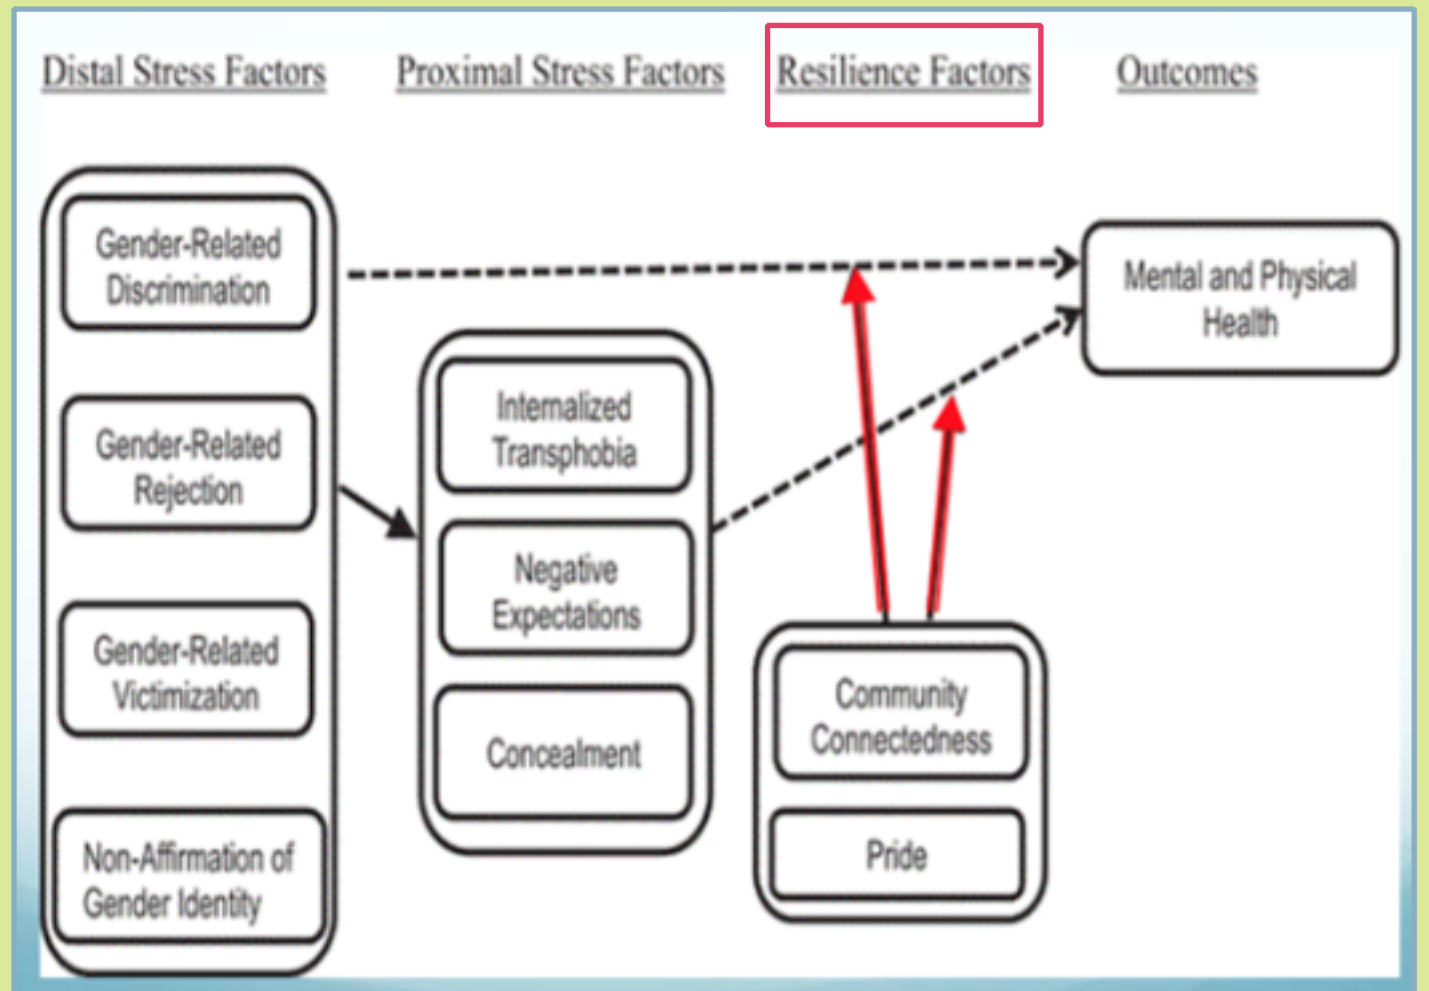 Distal Stress Factors
Proximal Stress Factors
Resilience Factors
Outcomes
Gender-Related
Discrimination
Gender-Related
Rejection
Gender-Related
Victimization
Non-Affirmation of
Gender Identity
Internalized
Transphobia
Negative
Expectations
Concealment
Community
Connectedness
Pride
Mental and Physical
Health